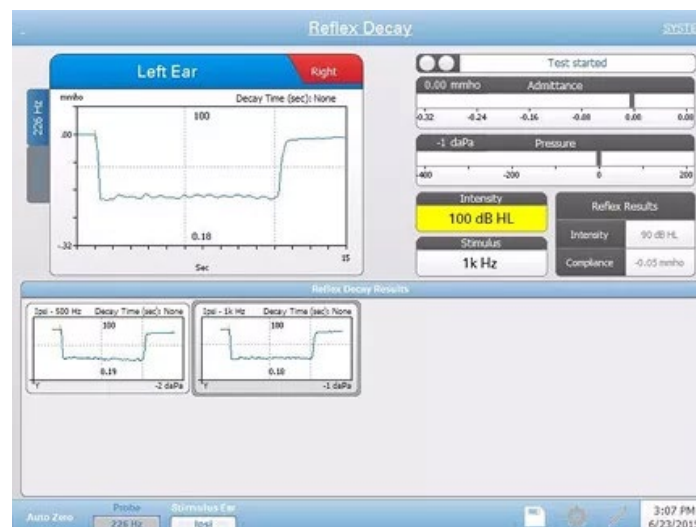 Reflex Decay
SYSTE
Left Ear
Right
226 Hz
mmho
Decay Time (sec): None
100
.00
0.18
-.32
15
Sec
Test started
0.00 mmho
Admittance
-0.32 -0.24 -0.16 -0.08 0.00 0.08
-1 daPa
Pressure
-400 -200 0 200
Intensity
100 dB HL
Stimulus
1k Hz
Reflex Results
Intensity
90 dB HL
Compliance
-0.05 mmho
Reflex Decay Results
Ipsi - 500 Hz Decay Time (sec): None
100
0.19
Y
-2 daPa
Ipsi - 1k Hz Decay Time (sec): None
100
0.18
Y
-1 daPa
Auto Zero
Probe
226 Hz
Stimulus Ear
Ipsi
3:07 PM
6/23/201